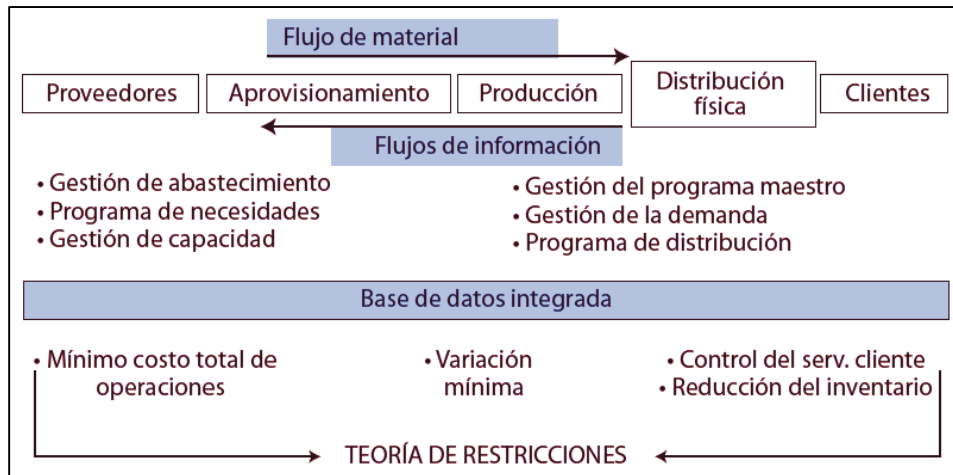 Flujo de material
Proveedores
Aprovisionamiento
Producción
Distribución
física
Clientes
Flujos de información
• Gestión de abastecimiento
• Programa de necesidades
• Gestión de capacidad
• Gestión del programa maestro
• Gestión de la demanda
• Programa de distribución
Base de datos integrada
• Mínimo costo total de
operaciones
• Variación
mínima
• Control del serv. cliente
• Reducción del inventario
TEORÍA DE RESTRICCIONES